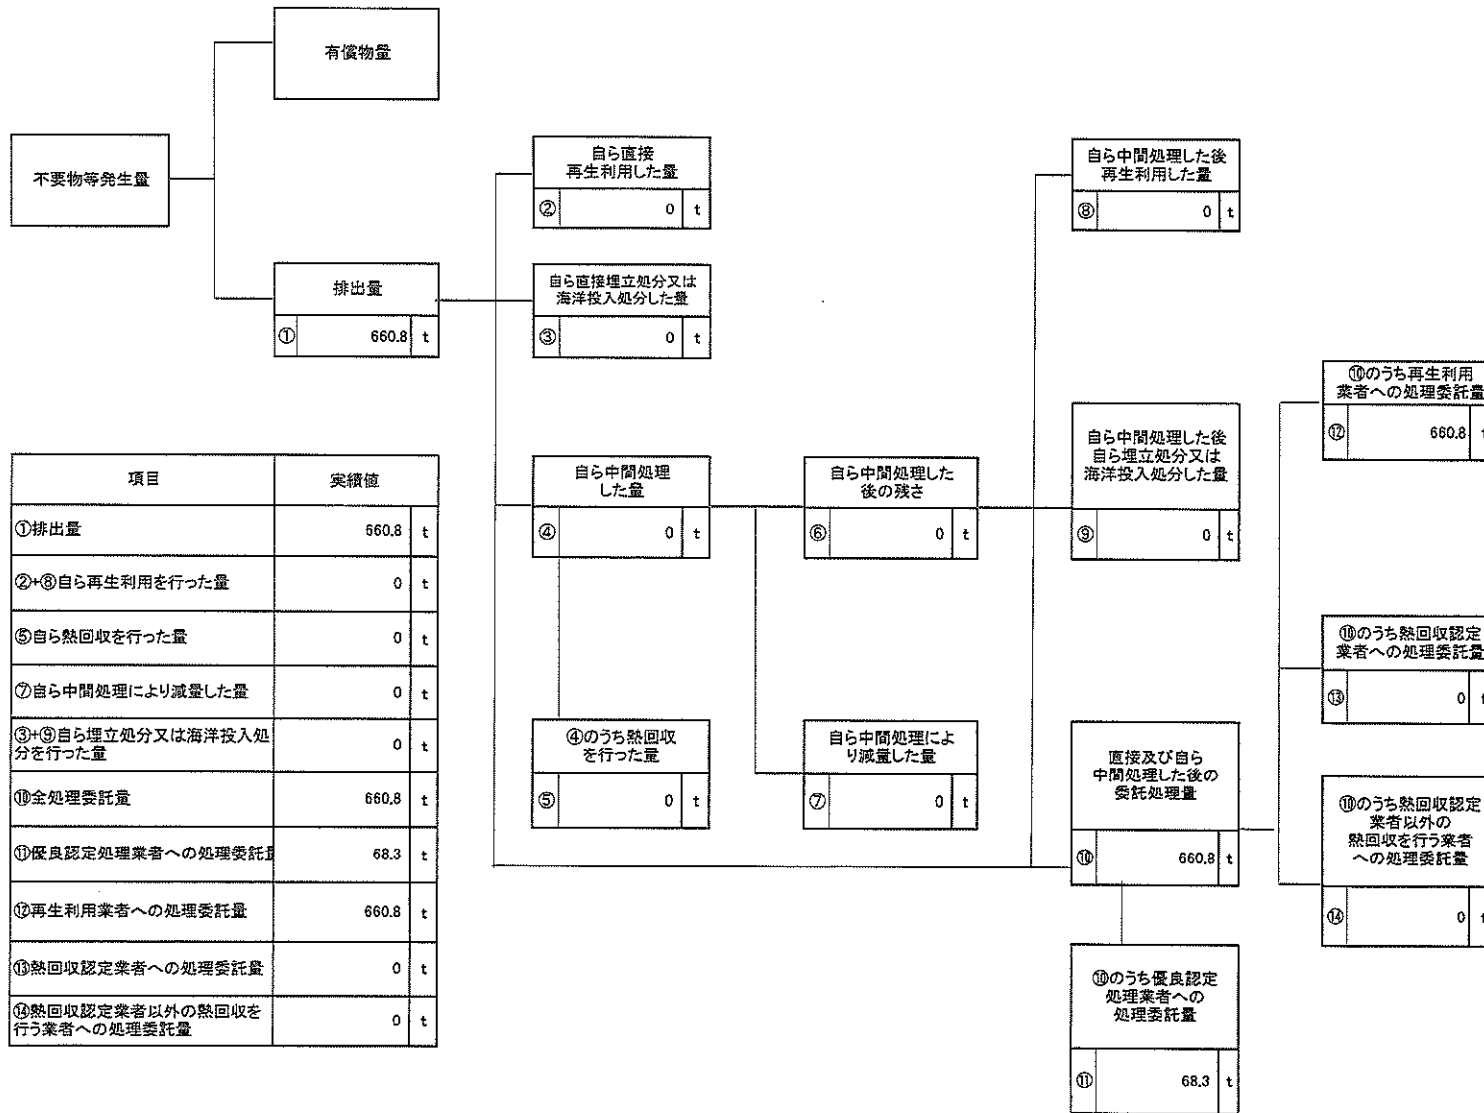 有償物量
不要物等発生量
排出量
① 660.8 t
自ら直接
再生利用した量
② 0 t
自ら直接埋立処分又は
海洋投入処分した量
③ 0 t
自ら中間処理
した量
④ 0 t
④のうち熱回収
を行った量
⑤ 0 t
自ら中間処理した
後の残さ
⑥ 0 t
自ら中間処理によ
り減量した量
⑦ 0 t
自ら中間処理した後
再生利用した量
⑧ 0 t
自ら中間処理した後
自ら埋立処分又は
海洋投入処分した量
⑨ 0 t
直接及び自ら
中間処理した後の
委託処理量
⑩ 660.8 t
⑩のうち優良認定
処理業者への
処理委託量
⑪ 68.3 t
⑩のうち再生利用
業者への処理委託量
⑫ 660.8 t
⑩のうち熱回収認定
業者への処理委託量
⑬ 0 t
⑩のうち熱回収認定
業者以外の
熱回収を行う業者
への処理委託量
⑭ 0 t
項目 実績値
①排出量 660.8 t
②+⑧自ら再生利用を行った量 0 t
⑤自ら熱回収を行った量 0 t
⑦自ら中間処理により減量した量 0 t
③+⑨自ら埋立処分又は海洋投入処
分を行った量 0 t
⑩全処理委託量 660.8 t
⑪優良認定処理業者への処理委託 68.3 t
⑫再生利用業者への処理委託量 660.8 t
⑬熱回収認定業者への処理委託量 0 t
⑭熱回収認定業者以外の熱回収を
行う業者への処理委託量 0 t